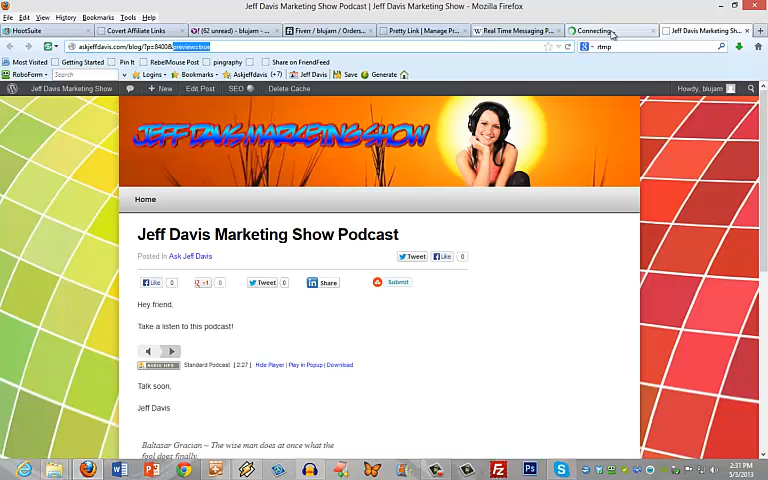 Jeff Davis Marketing Show Podcast | Jeff Davis Marketing Show - Mozilla Firefox
File Edit View History Bookmarks Tools Help
HootSuite Covert Affiliate Links (62 unread) - blujam - ... Fiverr / blujam / Orders:... Pretty Link | Manage Pr... Real Time Messaging P... Connecting... Jeff Davis Marketing Sh...
askjeffdavis.com/blog/?p=8400&preview=true rtmp
Most Visited Getting Started Pin It RebelMouse Pin pingraphy Share on FriendFeed
RoboForm Search Logins Bookmarks Askjeffdavis (+7) Jeff Davis Save Generate
Jeff Davis Marketing Show + New Edit Post SEO Delete Cache Howdy, blujam
JEFF DAVIS MARKETING SHOW
Home
Jeff Davis Marketing Show Podcast
Posted In Ask Jeff Davis Tweet Like 0
Like 0 +1 0 Tweet 0 Share Submit
Hey friend,
Take a listen to this podcast!
Standard Podcast [ 2:27 ] Hide Player | Play in Popup | Download
Talk soon,
Jeff Davis
Baltasar Gracian ~ The wise man does at once what the
fool does finally.
2:31 PM
5/3/2013